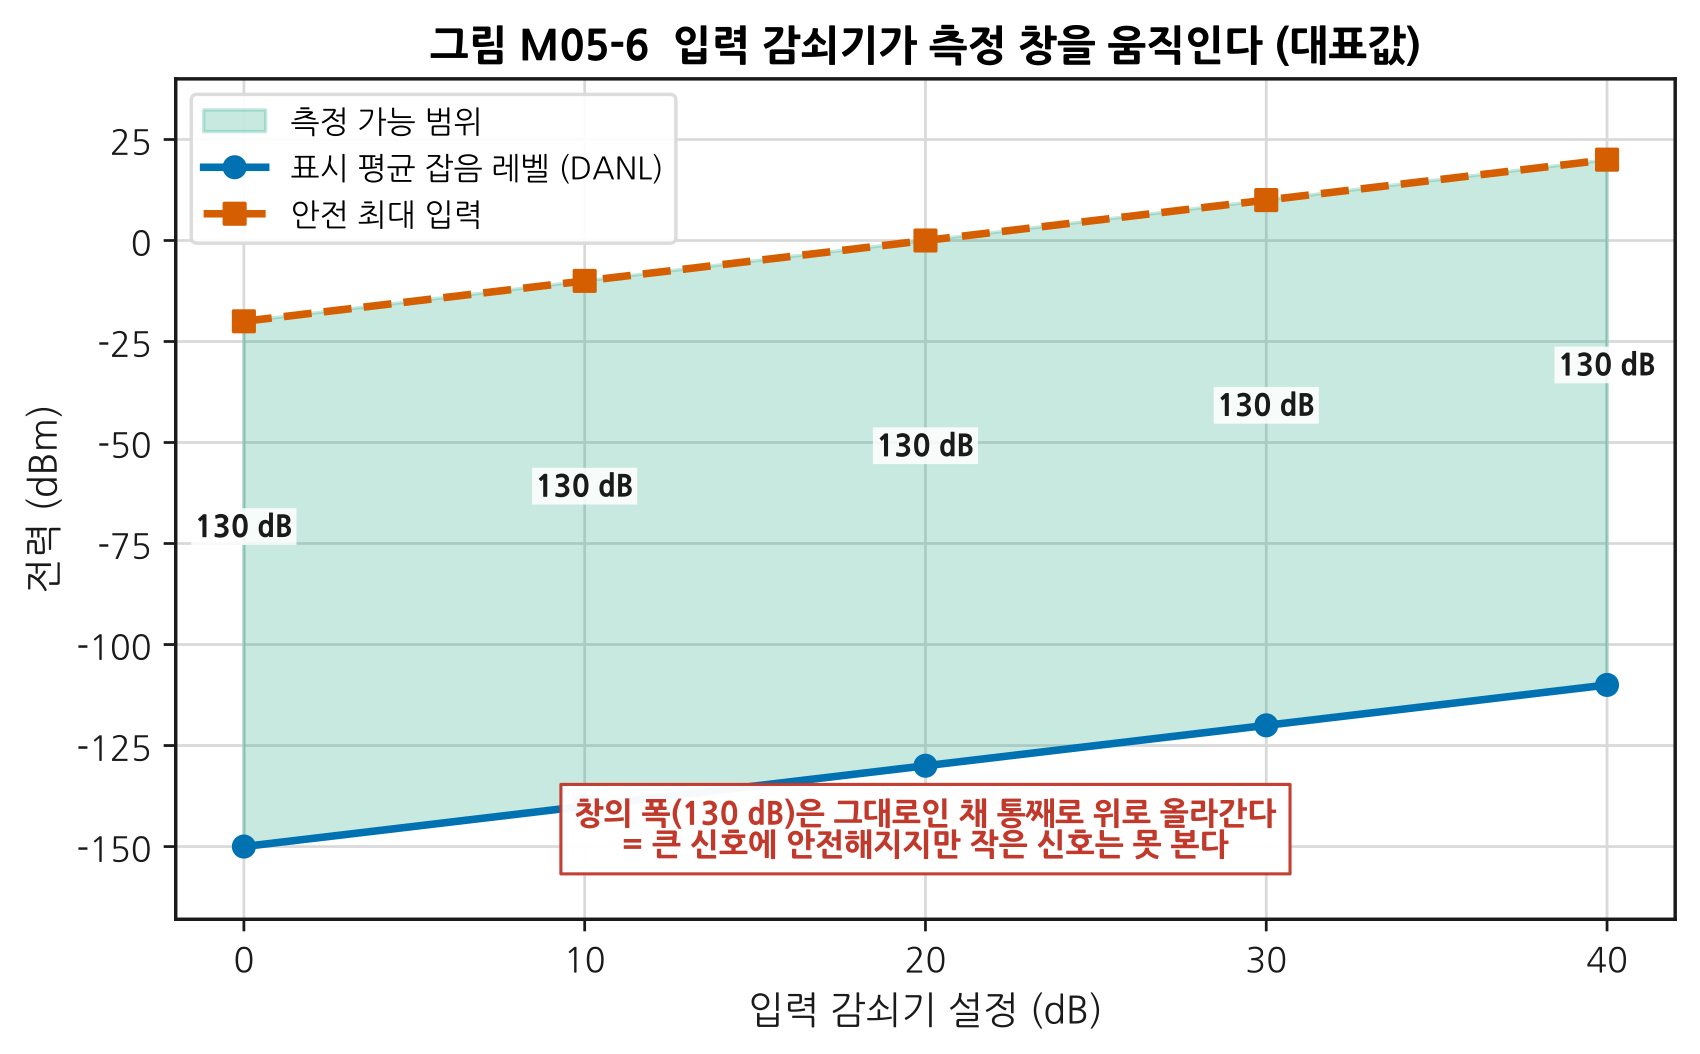 그림 M05-6  입력 감쇠기가 측정 창을 움직인다 (대표값)
측정 가능 범위
표시 평균 잡음 레벨 (DANL)
안전 최대 입력
25
0
-25
-50
-75
-100
-125
-150
전력 (dBm)
130 dB
130 dB
130 dB
130 dB
130 dB
창의 폭(130 dB)은 그대로인 채 통째로 위로 올라간다
= 큰 신호에 안전해지지만 작은 신호는 못 본다
0
10
20
30
40
입력 감쇠기 설정 (dB)